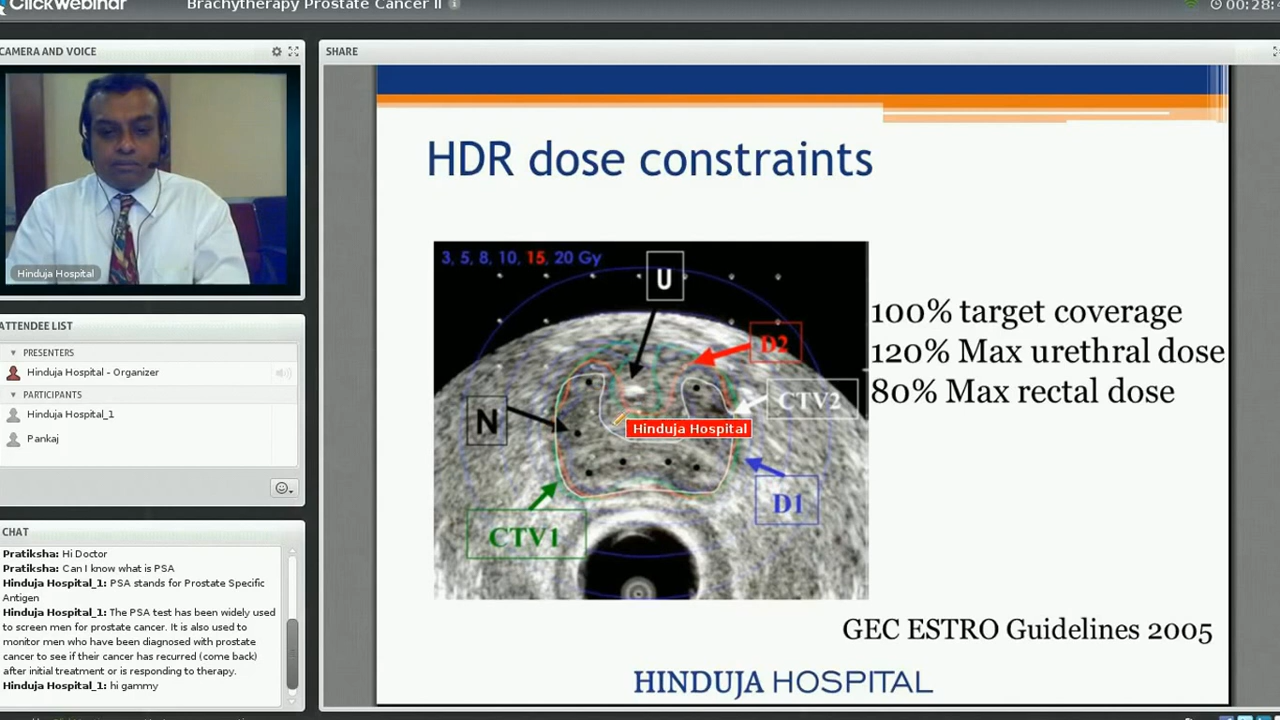 ClickWebinar
Brachytherapy Prostate Cancer II
CAMERA AND VOICE
Hinduja Hospital
ATTENDEE LIST
PRESENTERS
Hinduja Hospital - Organizer
PARTICIPANTS
Hinduja Hospital_1
Pankaj
CHAT
Pratiksha: Hi Doctor
Pratiksha: Can I know what is PSA
Hinduja Hospital_1: PSA stands for Prostate Specific
Antigen
Hinduja Hospital_1: The PSA test has been widely used
to screen men for prostate cancer. It is also used to
monitor men who have been diagnosed with prostate
cancer to see if their cancer has recurred (come back)
after initial treatment or is responding to therapy.
Hinduja Hospital_1: hi gammy
SHARE
HDR dose constraints
3, 5, 8, 10, 15, 20 Gy
U
D2
CTV2
N
Hinduja Hospital
D1
CTV1
100% target coverage
120% Max urethral dose
80% Max rectal dose
GEC ESTRO Guidelines 2005
HINDUJA HOSPITAL